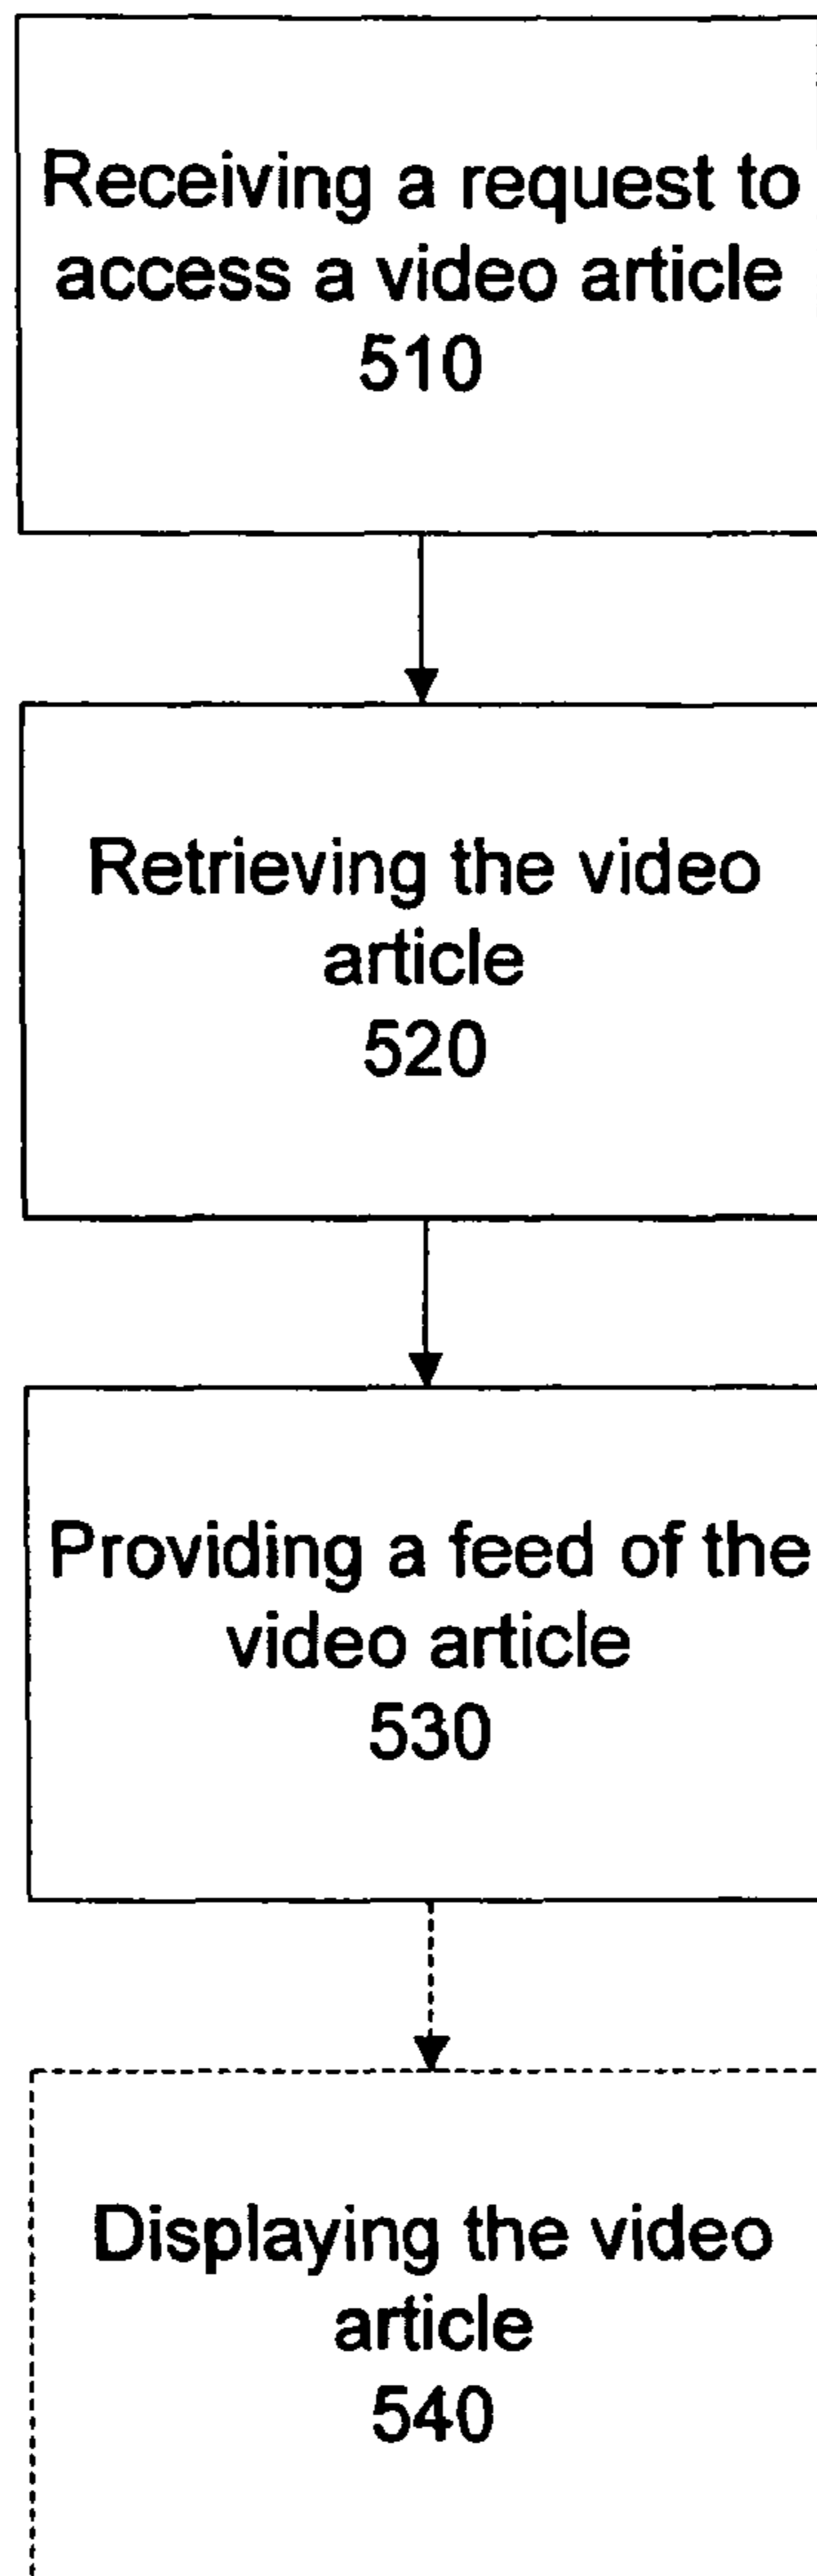 Receiving a request to
access a video article
510
Retrieving the video
article
520
Providing a feed of the
video article
530
Displaying the video
article
540